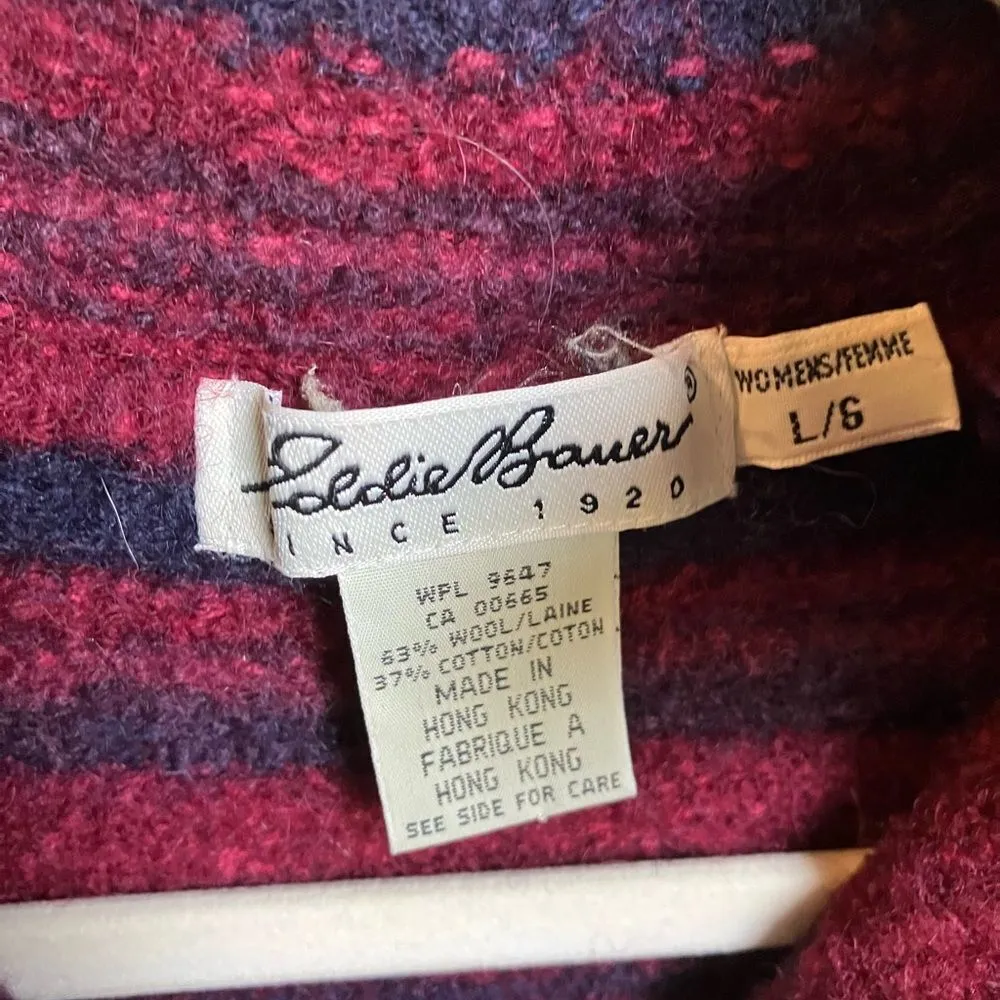 Eddie Bauer®
INCE 1920
WOMENS/FEMME
L/G
WPL 9647
CA 00665
63% WOOL/LAINE
37% COTTON/COTON
MADE IN
HONG KONG
FABRIQUE A
HONG KONG
SEE SIDE FOR CARE